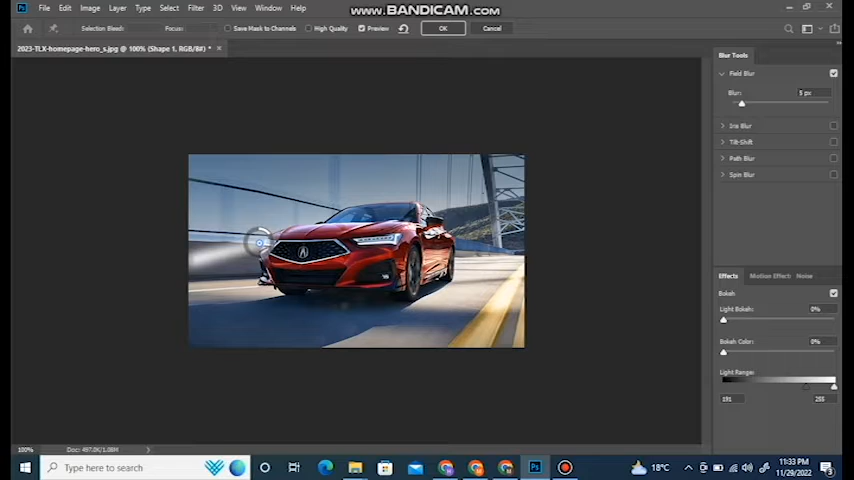 www.BANDICAM.com
File Edit Image Layer Type Select Filter 3D View Window Help
Selection Bleed: Focus: Save Mask to Channels High Quality Preview OK Cancel
2023-TLX-homepage-hero_s.jpg @ 100% (Shape 1, RGB/8#) *
Blur Tools
Field Blur
Blur: 5 px
Iris Blur
Tilt-Shift
Path Blur
Spin Blur
Effects Motion Effects Noise
Bokeh
Light Bokeh: 0%
Bokeh Color: 0%
Light Range:
191 255
100% Doc: 497.0K/1.08M
Type here to search
18°C
11:33 PM
11/29/2022